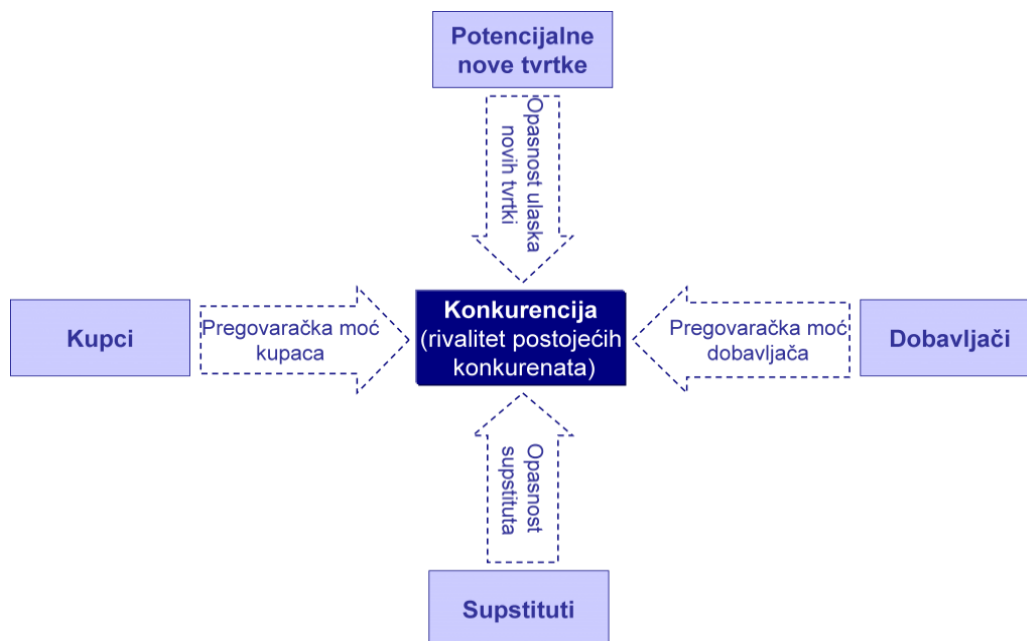 Potencijalne
nove tvrtke
Opasnost ulaska
novih tvrtki
Kupci
Pregovaračka moć
kupaca
Konkurencija
(rivalitet postojećih
konkurenata)
Pregovaračka moć
dobavljača
Dobavljači
Opasnost
supstituta
Supstituti